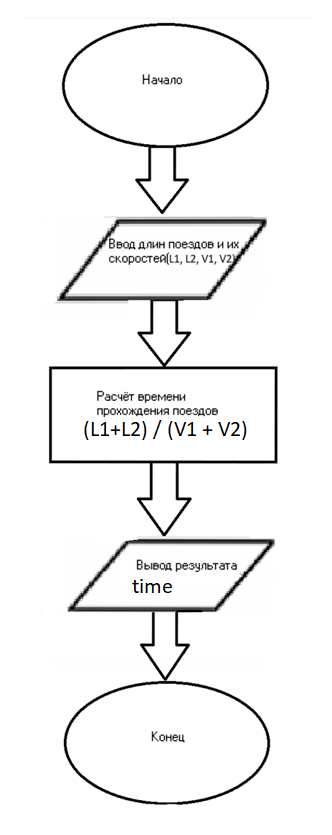 Начало
Ввод длин поездов и их
скоростей(L1, L2, V1, V2)
Расчёт времени
прохождения поездов
(L1+L2) / (V1 + V2)
Вывод результата
time
Конец